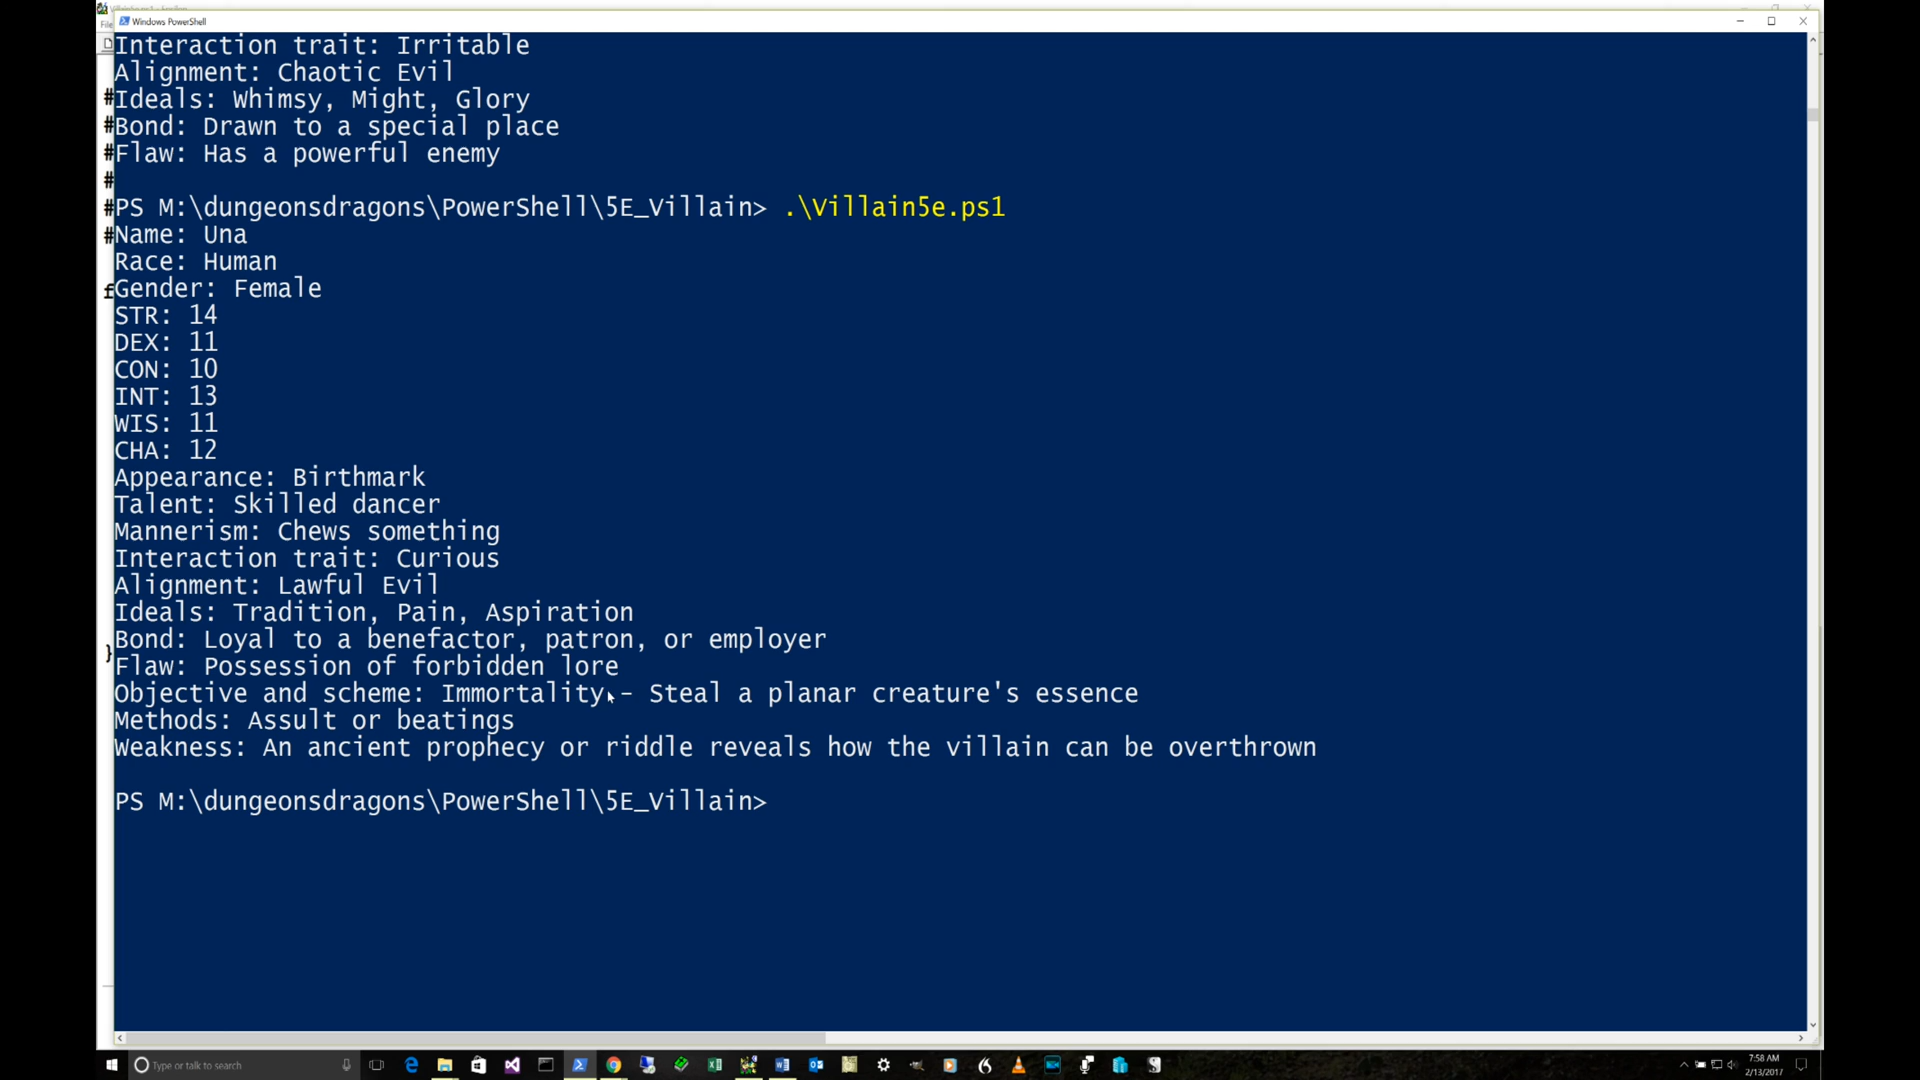 Windows PowerShell
File
Interaction trait: Irritable
Alignment: Chaotic Evil
#Ideals: Whimsy, Might, Glory
#Bond: Drawn to a special place
#Flaw: Has a powerful enemy
#
#PS M:\dungeonsdragons\PowerShell\5E_Villain> .\Villain5e.ps1
#Name: Una
Race: Human
fGender: Female
STR: 14
DEX: 11
CON: 10
INT: 13
WIS: 11
CHA: 12
Appearance: Birthmark
Talent: Skilled dancer
Mannerism: Chews something
Interaction trait: Curious
Alignment: Lawful Evil
Ideals: Tradition, Pain, Aspiration
Bond: Loyal to a benefactor, patron, or employer
}Flaw: Possession of forbidden lore
Objective and scheme: Immortality - Steal a planar creature's essence
Methods: Assult or beatings
Weakness: An ancient prophecy or riddle reveals how the villain can be overthrown
PS M:\dungeonsdragons\PowerShell\5E_Villain>
Type or talk to search
7:58 AM
2/13/2017